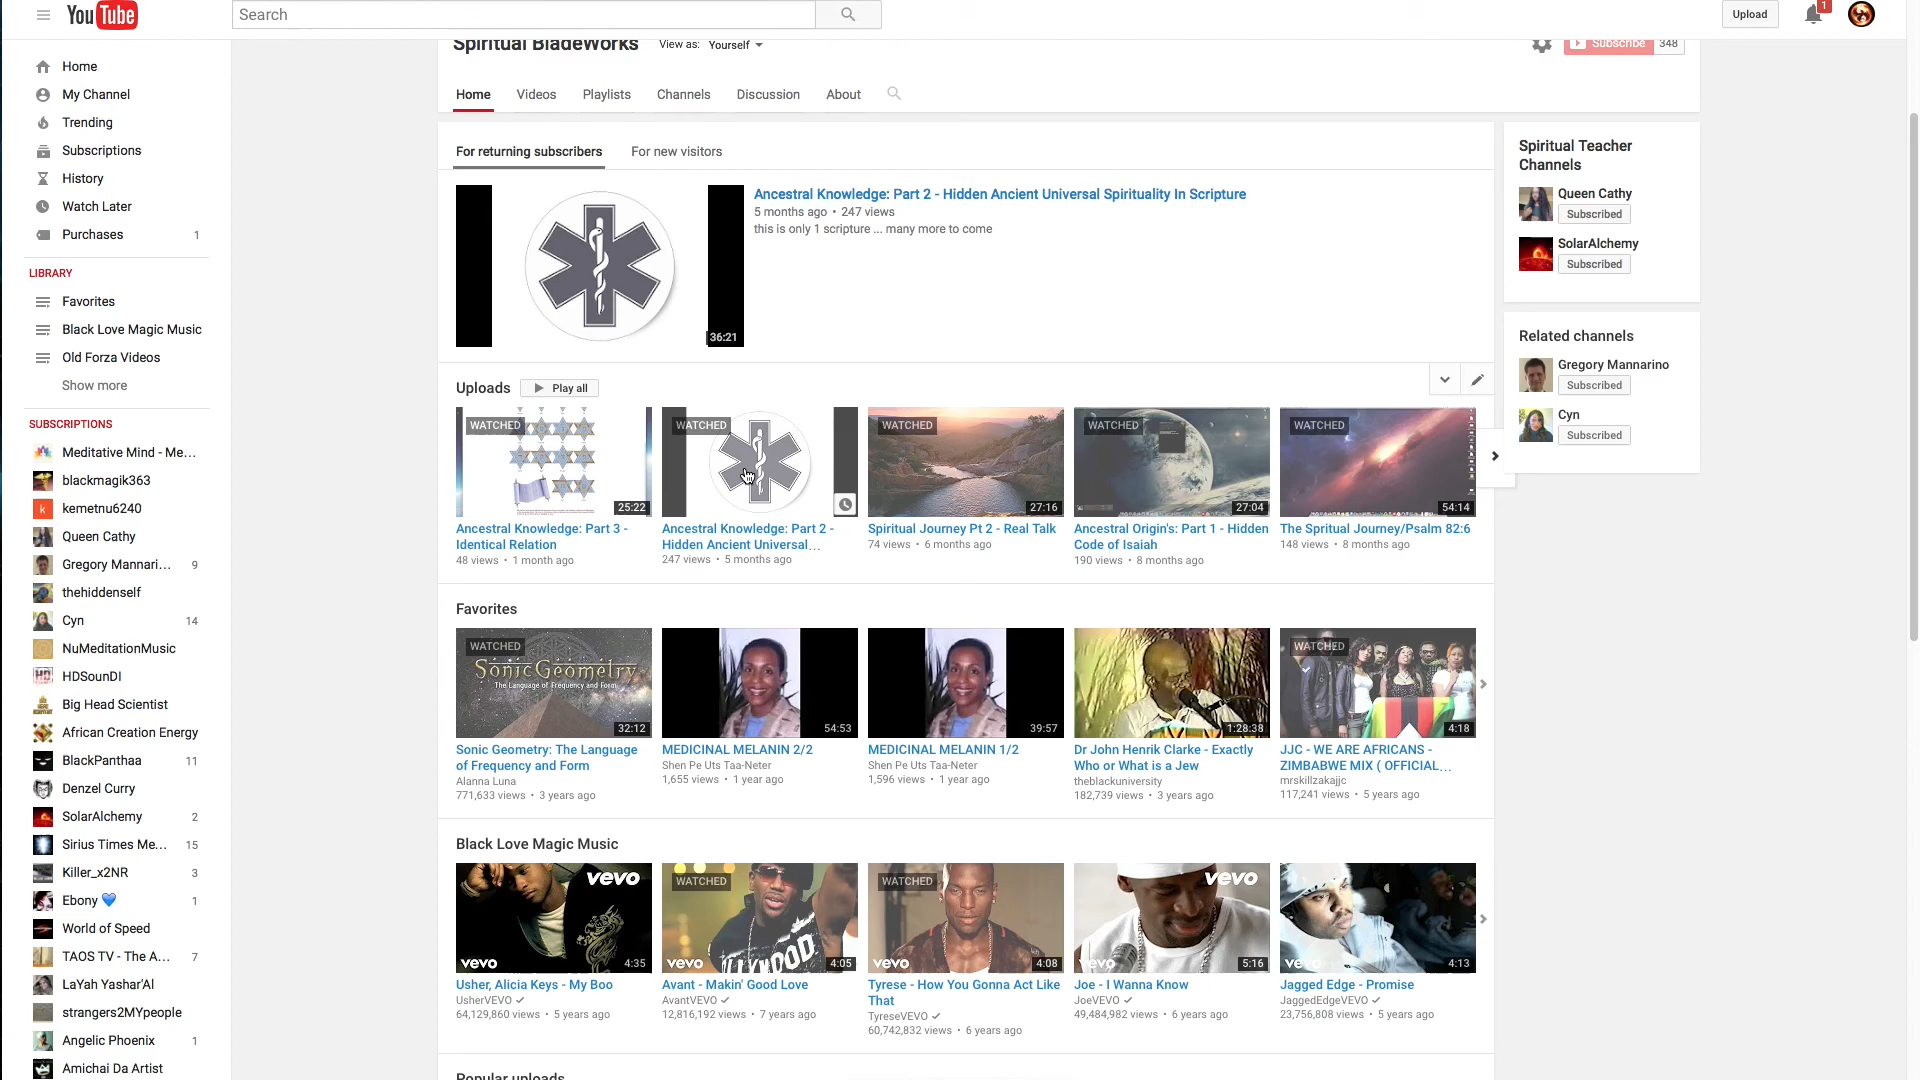 YouTube
Search
Upload
1
Spiritual BladeWorks
View as: Yourself
Subscribe 348
Home
My Channel
Trending
Subscriptions
History
Watch Later
Purchases 1
LIBRARY
Favorites
Black Love Magic Music
Old Forza Videos
Show more
SUBSCRIPTIONS
Meditative Mind - Me...
blackmagik363
kemetnu6240
Queen Cathy
Gregory Mannari... 9
thehiddenself
Cyn 14
NuMeditationMusic
HDSounDI
Big Head Scientist
African Creation Energy
BlackPanthaa 11
Denzel Curry
SolarAlchemy 2
Sirius Times Me... 15
Killer_x2NR 3
Ebony 💙 1
World of Speed
TAOS TV - The A... 7
LaYah Yashar'Al
strangers2MYpeople
Angelic Phoenix 1
Amichai Da Artist
Home Videos Playlists Channels Discussion About
For returning subscribers For new visitors
36:21
Ancestral Knowledge: Part 2 - Hidden Ancient Universal Spirituality In Scripture
5 months ago • 247 views
this is only 1 scripture ... many more to come
Uploads Play all
WATCHED
25:22
Ancestral Knowledge: Part 3 -
Identical Relation
48 views • 1 month ago
WATCHED
Ancestral Knowledge: Part 2 -
Hidden Ancient Universal...
247 views • 5 months ago
WATCHED
27:16
Spiritual Journey Pt 2 - Real Talk
74 views • 6 months ago
WATCHED
27:04
Ancestral Origin's: Part 1 - Hidden
Code of Isaiah
190 views • 8 months ago
WATCHED
54:14
The Spritual Journey/Psalm 82:6
148 views • 8 months ago
Favorites
WATCHED
Sonic Geometry
The Language of Frequency and Form
32:12
Sonic Geometry: The Language
of Frequency and Form
Alanna Luna
771,633 views • 3 years ago
54:53
MEDICINAL MELANIN 2/2
Shen Pe Uts Taa-Neter
1,655 views • 1 year ago
39:57
MEDICINAL MELANIN 1/2
Shen Pe Uts Taa-Neter
1,596 views • 1 year ago
1:28:38
Dr John Henrik Clarke - Exactly
Who or What is a Jew
theblackuniversity
182,739 views • 3 years ago
WATCHED
4:18
JJC - WE ARE AFRICANS -
ZIMBABWE MIX ( OFFICIAL...
mrskillzakajjc
117,241 views • 5 years ago
Black Love Magic Music
vevo
vevo 4:35
Usher, Alicia Keys - My Boo
UsherVEVO
64,129,860 views • 5 years ago
WATCHED
vevo 4:05
Avant - Makin' Good Love
AvantVEVO
12,816,192 views • 7 years ago
WATCHED
vevo 4:08
Tyrese - How You Gonna Act Like
That
TyreseVEVO
60,742,832 views • 6 years ago
vevo
vevo 5:16
Joe - I Wanna Know
JoeVEVO
49,484,982 views • 6 years ago
vevo 4:13
Jagged Edge - Promise
JaggedEdgeVEVO
23,756,808 views • 5 years ago
Popular uploads
Spiritual Teacher
Channels
Queen Cathy
Subscribed
SolarAlchemy
Subscribed
Related channels
Gregory Mannarino
Subscribed
Cyn
Subscribed